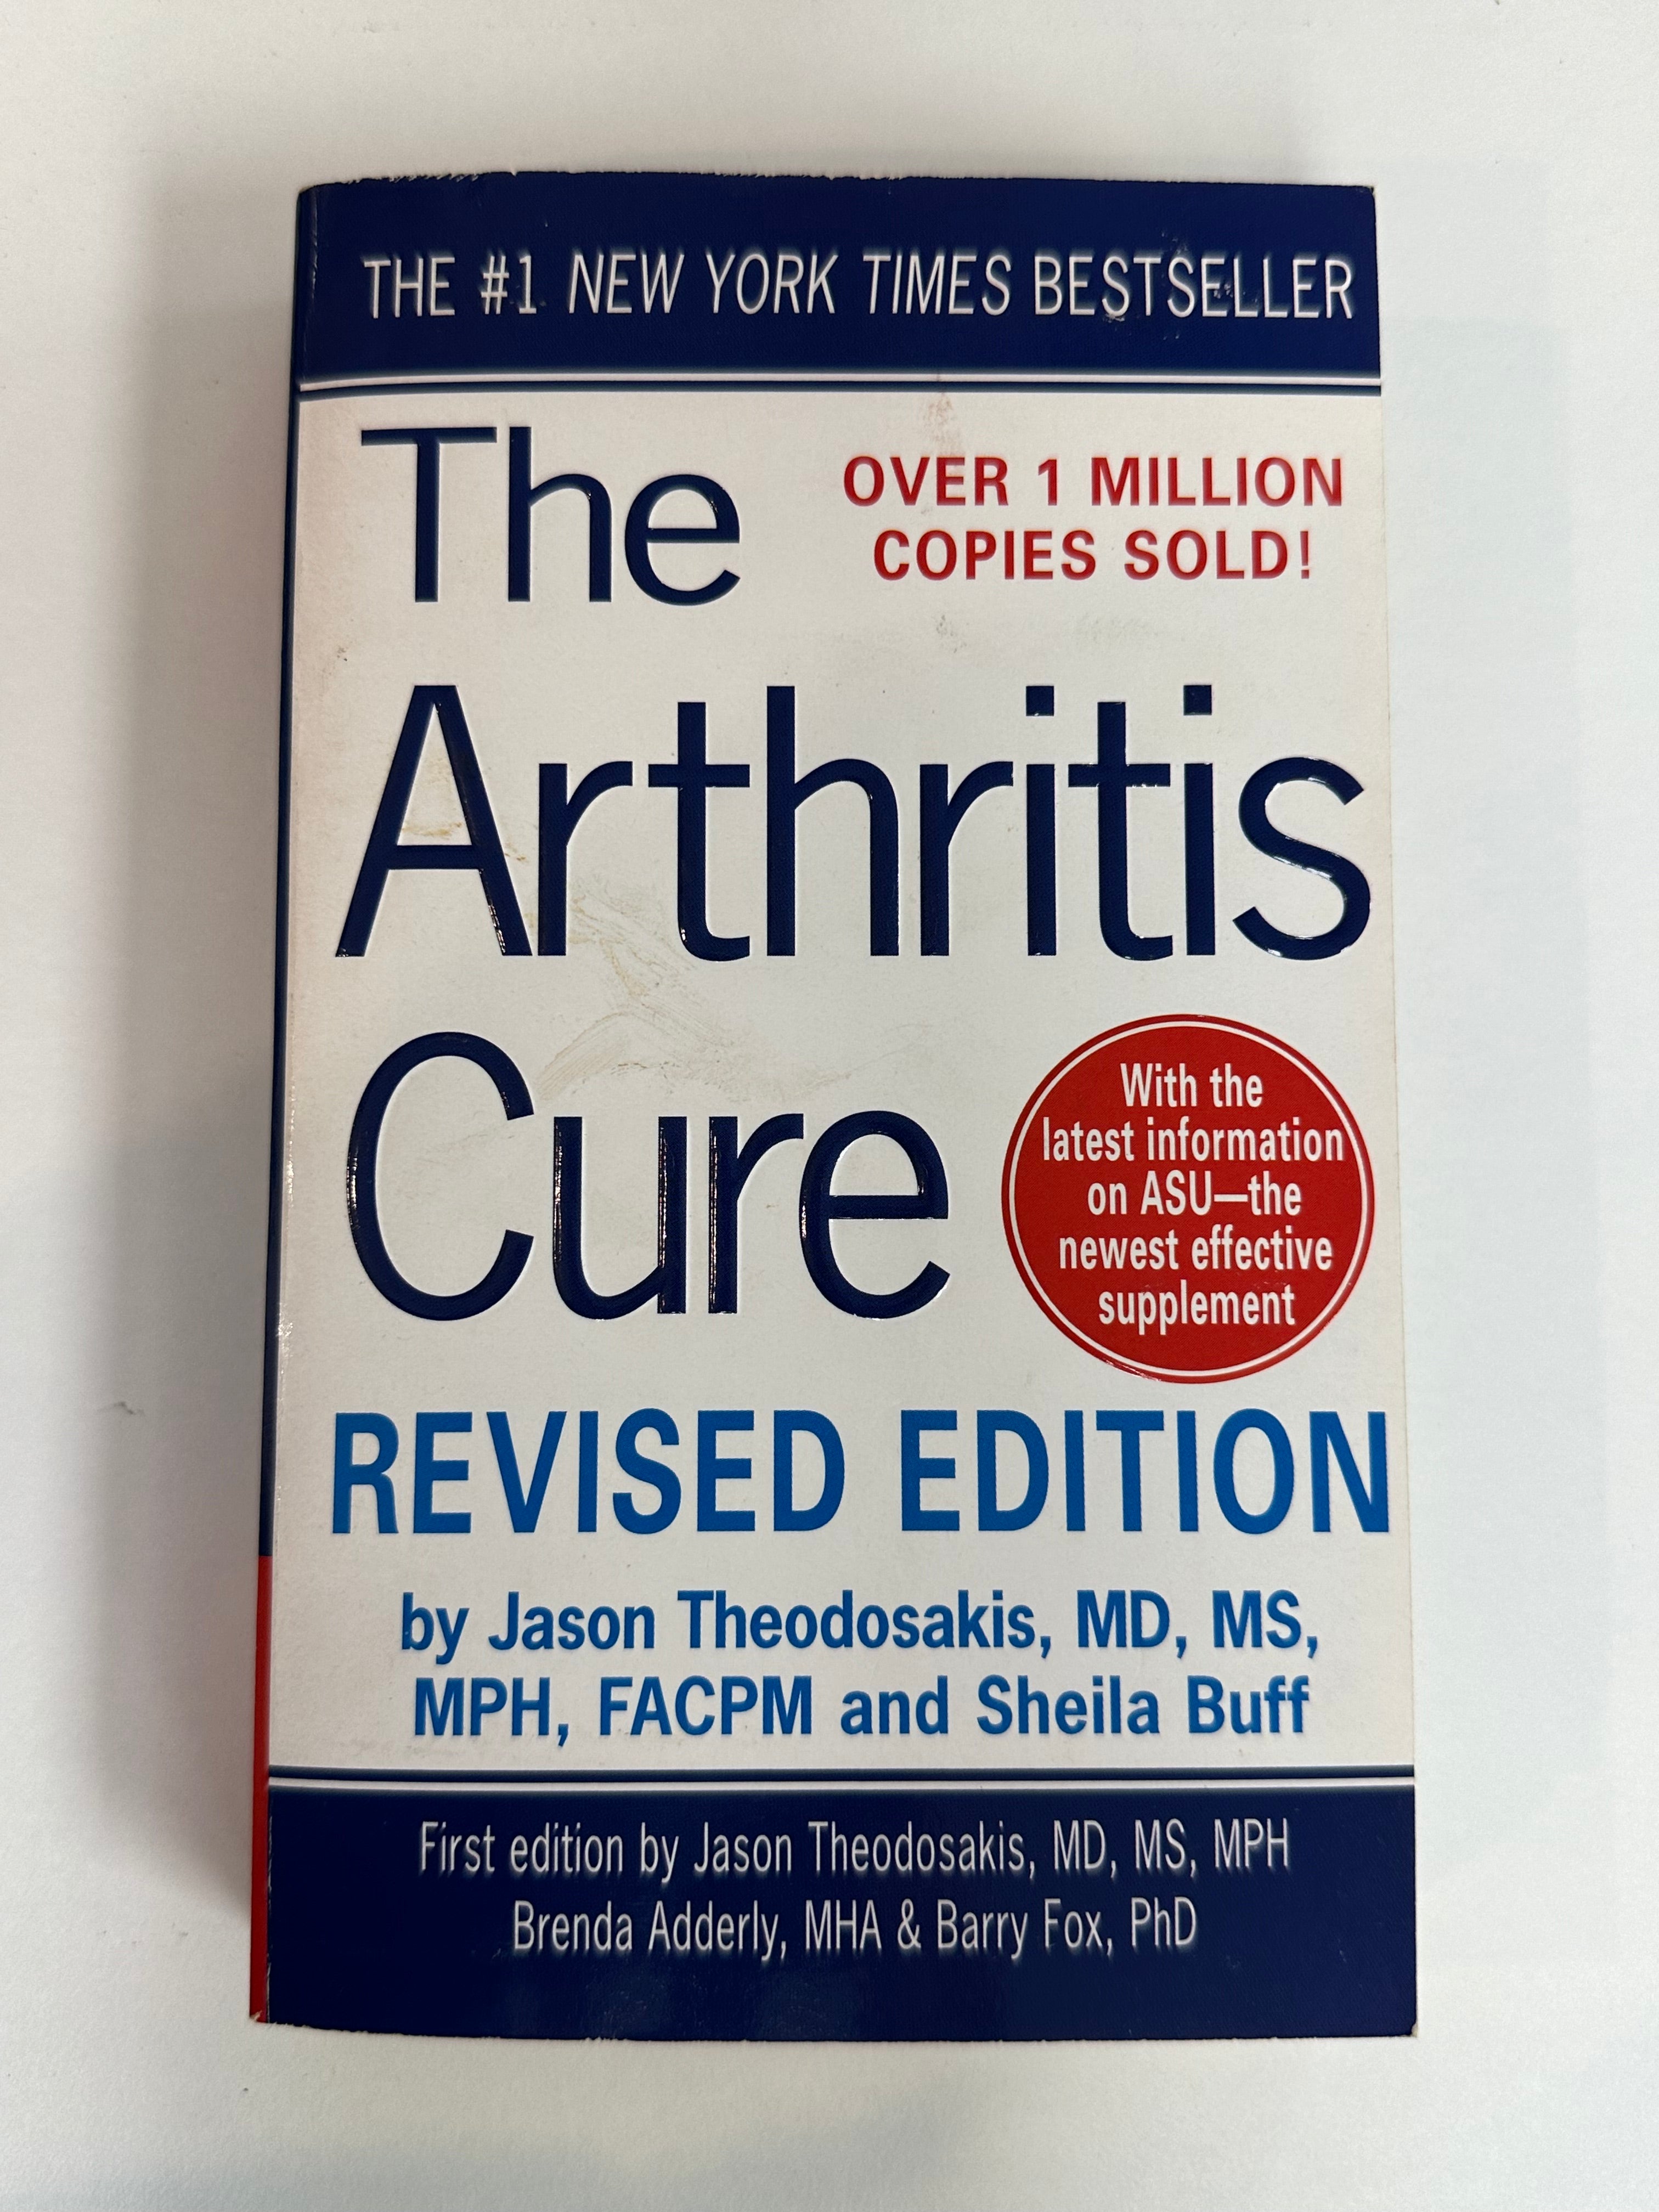 THE #1 NEW YORK TIMES BESTSELLER
The
OVER 1 MILLION
COPIES SOLD!
Arthritis
Cure
With the
latest information
on ASU—the
newest effective
supplement
REVISED EDITION
by Jason Theodosakis, MD, MS,
MPH, FACPM and Sheila Buff
First edition by Jason Theodosakis, MD, MS, MPH
Brenda Adderly, MHA & Barry Fox, PhD